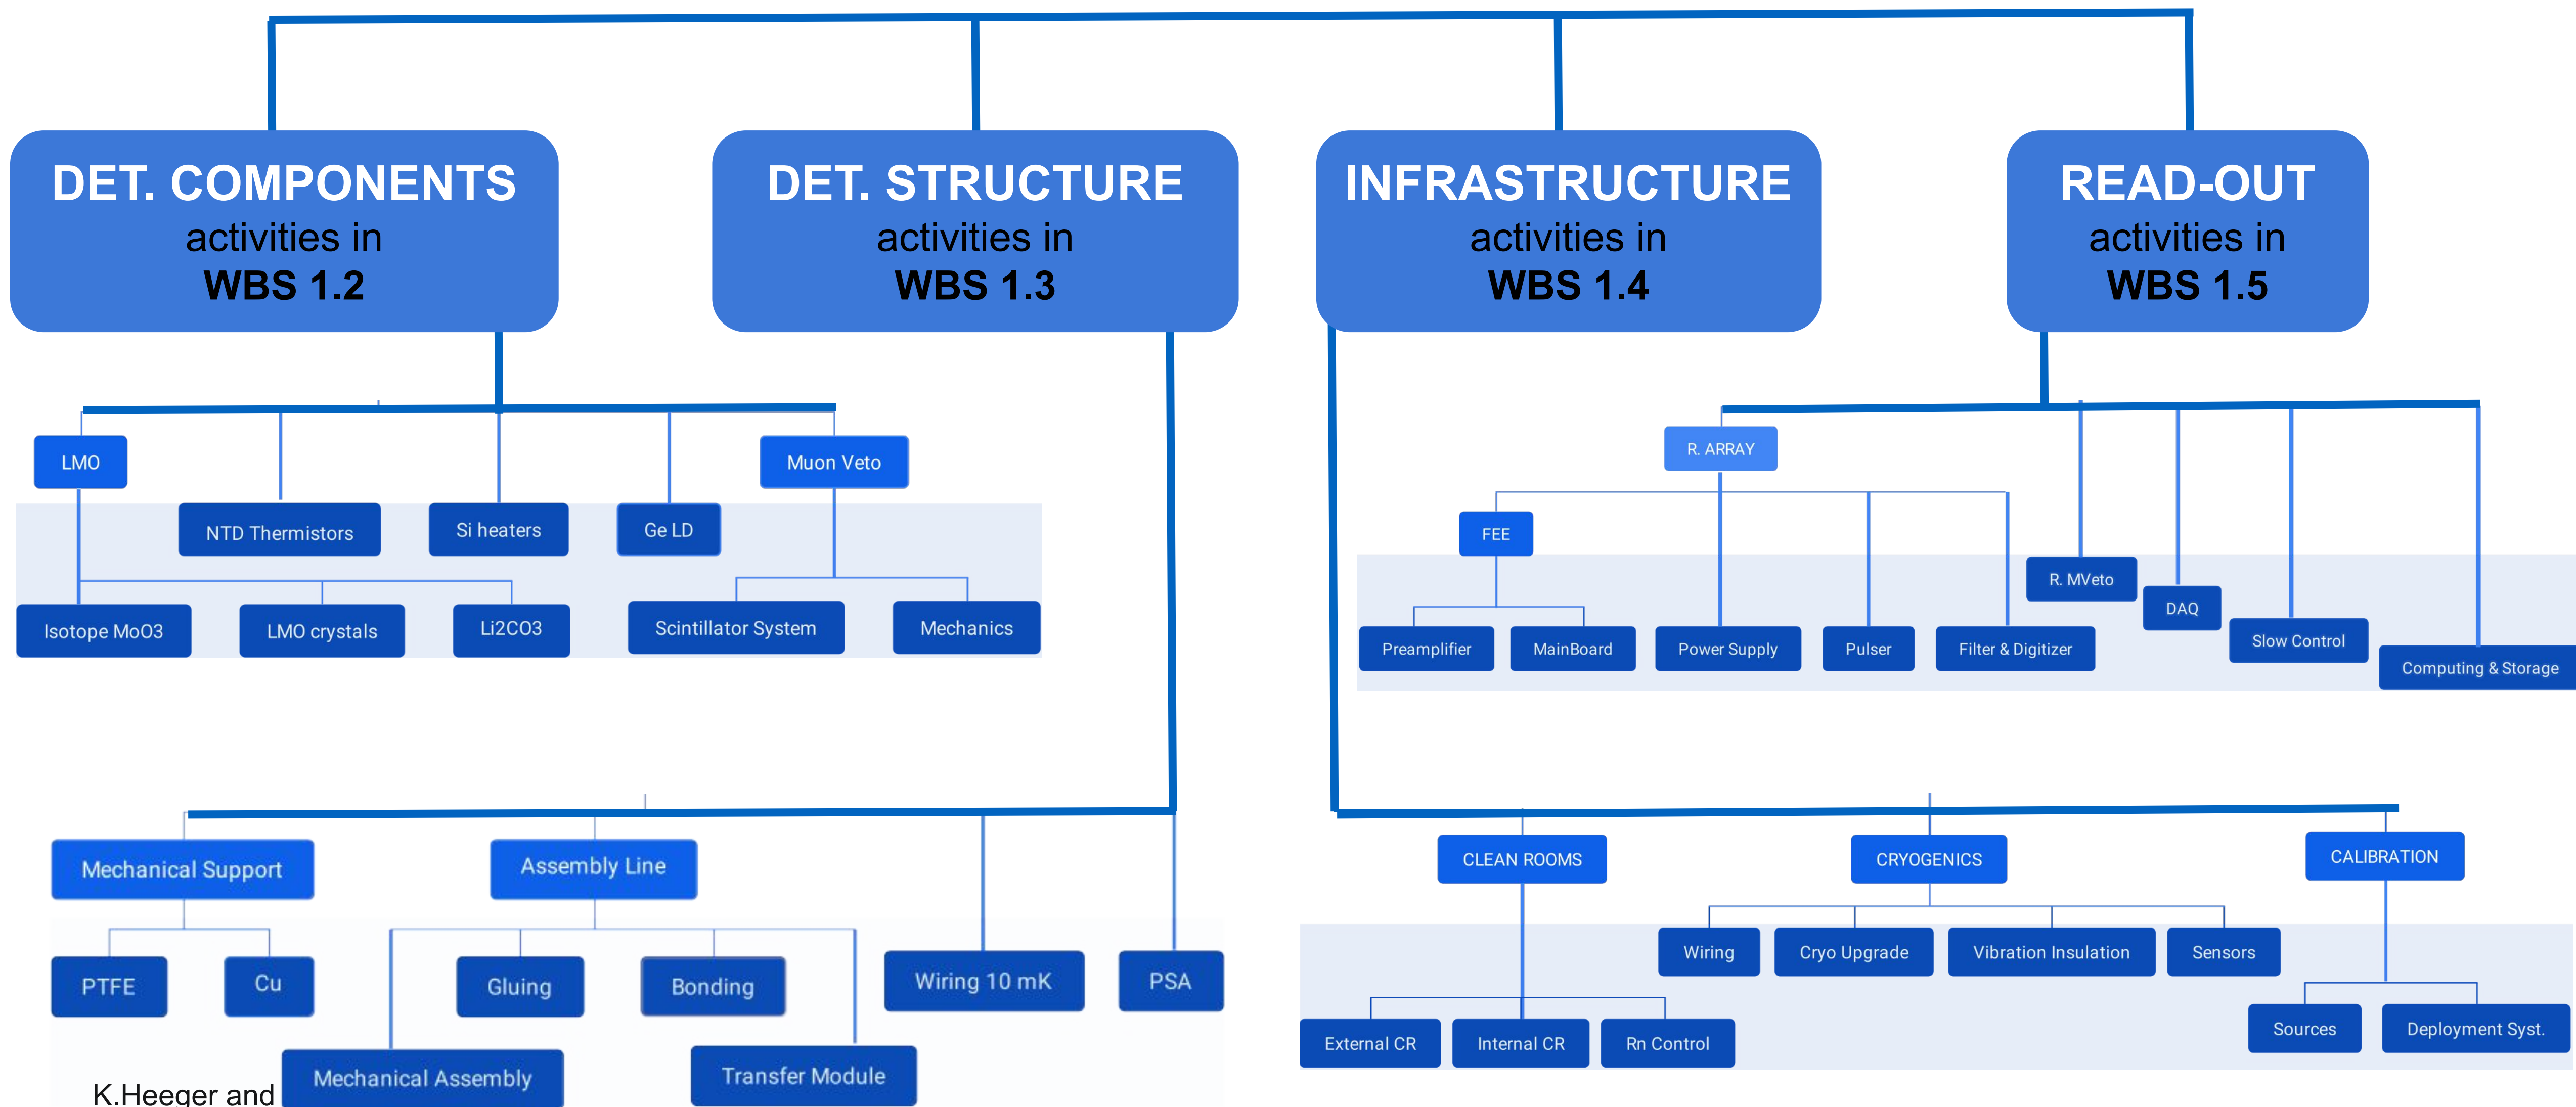 DET. COMPONENTS
activities in
WBS 1.2
DET. STRUCTURE
activities in
WBS 1.3
INFRASTRUCTURE
activities in
WBS 1.4
READ-OUT
activities in
WBS 1.5
LMO
Muon Veto
NTD Thermistors
Si heaters
Ge LD
Isotope MoO3
LMO crystals
Li2CO3
Scintillator System
Mechanics
R. ARRAY
FEE
R. MVeto
DAQ
Slow Control
Computing & Storage
Preamplifier
MainBoard
Power Supply
Pulser
Filter & Digitizer
Mechanical Support
Assembly Line
PTFE
Cu
Gluing
Bonding
Wiring 10 mK
PSA
Mechanical Assembly
Transfer Module
K.Heeger and
CLEAN ROOMS
CRYOGENICS
CALIBRATION
Wiring
Cryo Upgrade
Vibration Insulation
Sensors
External CR
Internal CR
Rn Control
Sources
Deployment Syst.